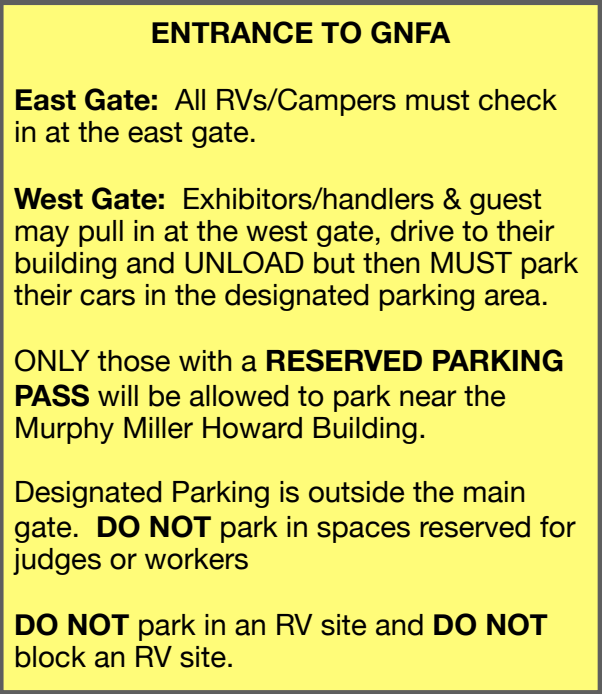 ENTRANCE TO GNFA
East Gate:  All RVs/Campers must check
in at the east gate.
West Gate:  Exhibitors/handlers & guest
may pull in at the west gate, drive to their
building and UNLOAD but then MUST park
their cars in the designated parking area.
ONLY those with a RESERVED PARKING
PASS will be allowed to park near the
Murphy Miller Howard Building.
Designated Parking is outside the main
gate.  DO NOT park in spaces reserved for
judges or workers
DO NOT park in an RV site and DO NOT
block an RV site.